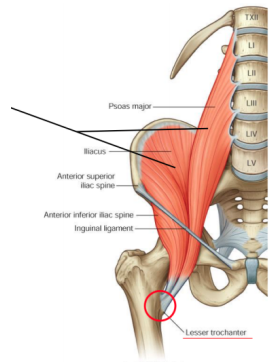 TXII
LI
LII
Psoas major
LIII
LIV
Iliacus
LV
Anterior superior
iliac spine
Anterior inferior iliac spine
Inguinal ligament
Lesser trochanter